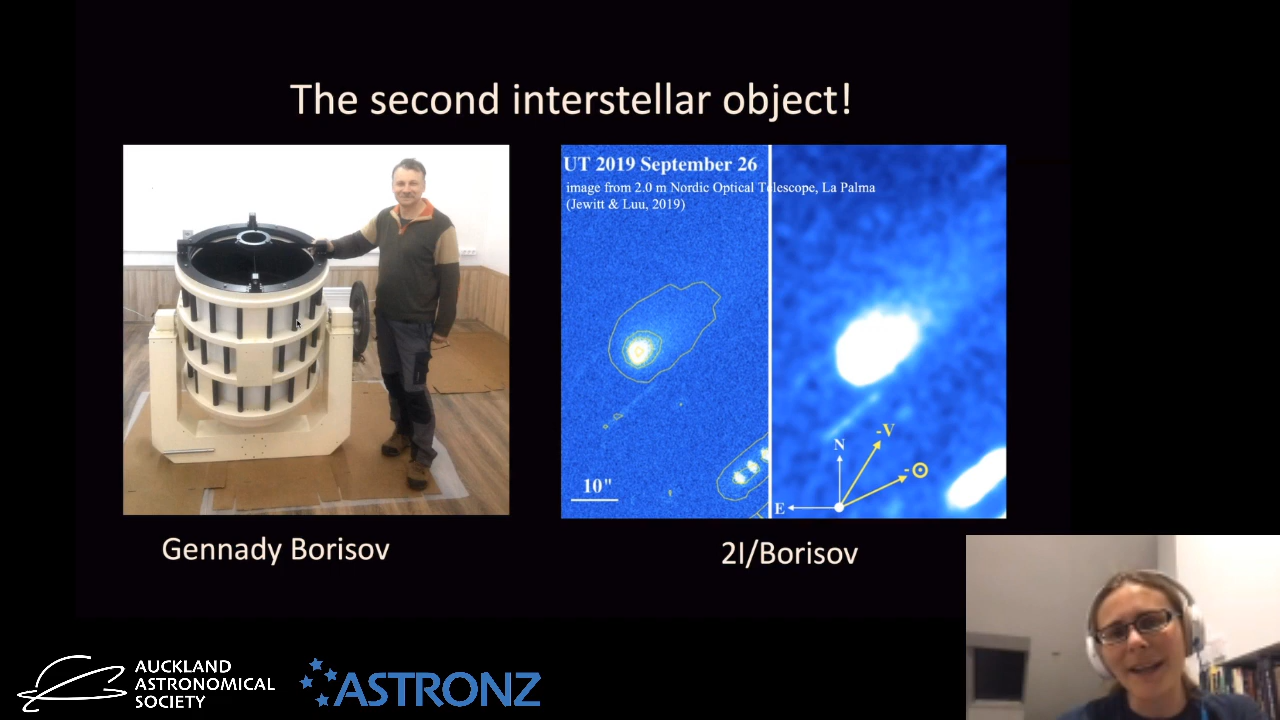 The second interstellar object!
UT 2019 September 26
image from 2.0 m Nordic Optical Telescope, La Palma
(Jewitt & Luu, 2019)
-V
N
-
10"
E
Gennady Borisov
2I/Borisov
AUCKLAND
ASTRONOMICAL
SOCIETY
ASTRONZ